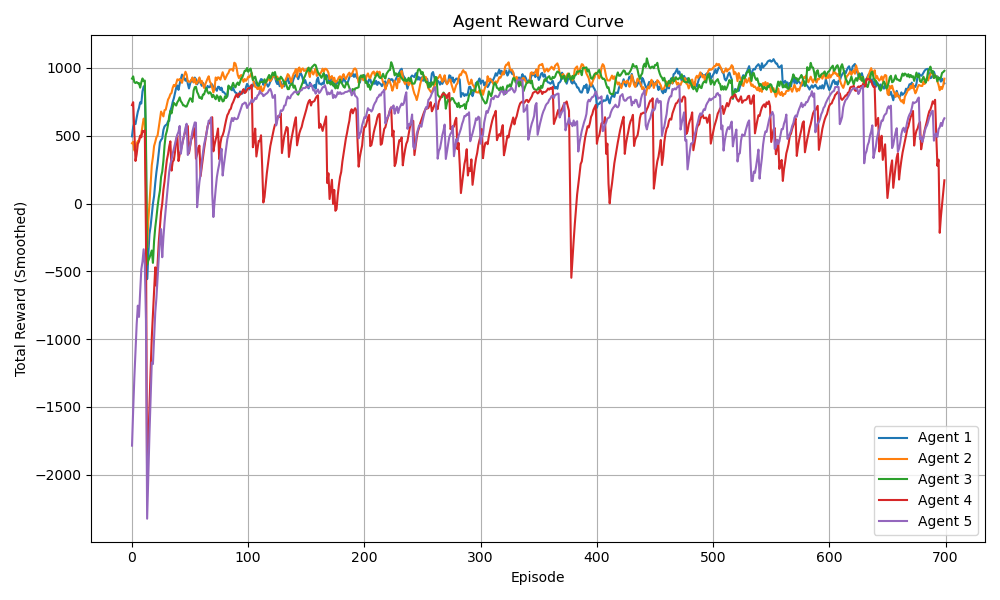 Agent Reward Curve
Total Reward (Smoothed)
1000
500
0
−500
−1000
−1500
−2000
0 100 200 300 400 500 600 700
Episode
Agent 1
Agent 2
Agent 3
Agent 4
Agent 5